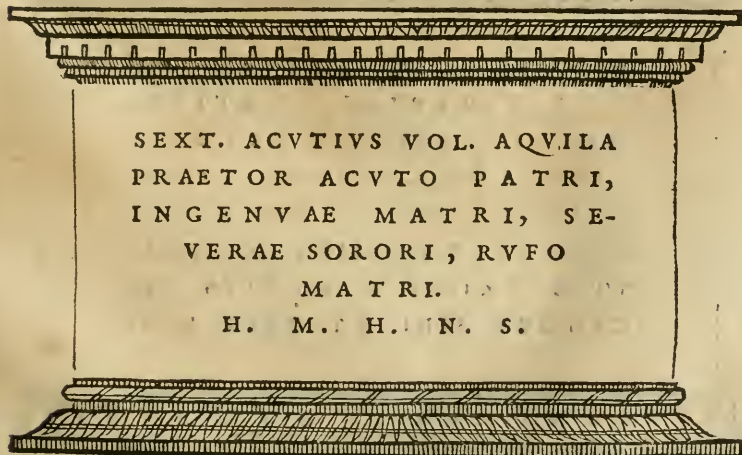 SEXT. ACVTIVS VOL. AQVILA
PRAETOR ACVTO PATRI,
INGENVAE MATRI, SE-
VERAE SORORI, RVFO
MATRI.
H. M. H. N. S.